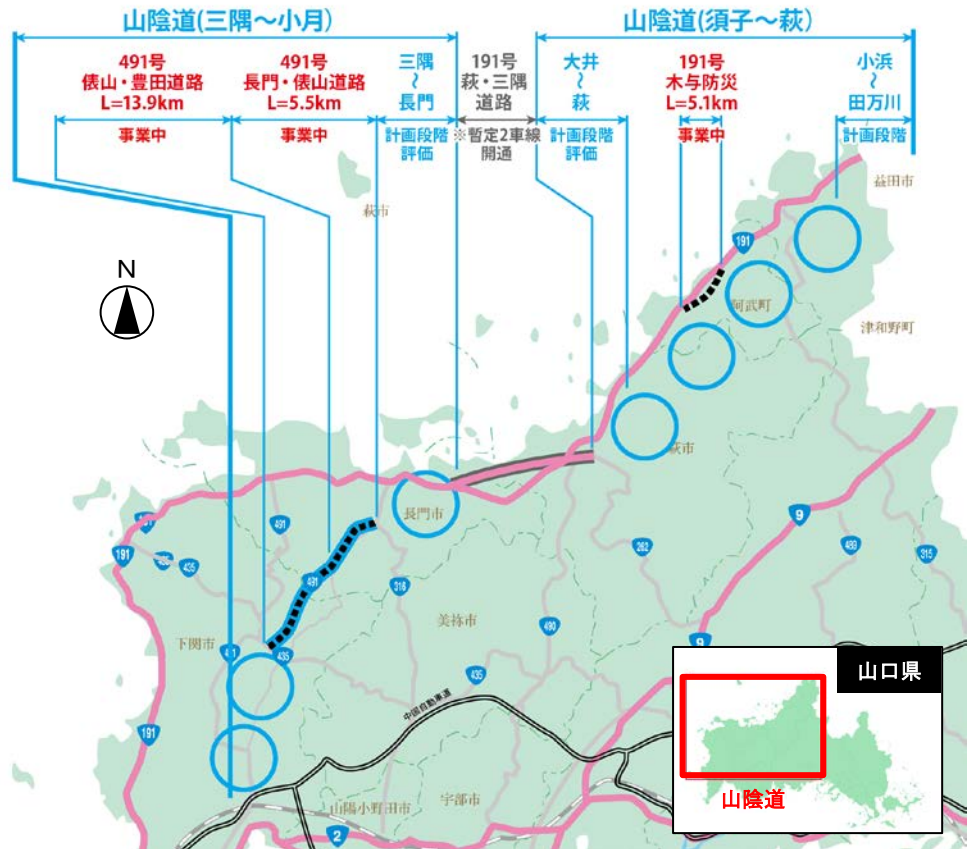 山陰道(三隅～小月)
山陰道(須子～萩)
491号
俵山・豊田道路
L=13.9km
事業中
491号
長門・俵山道路
L=5.5km
事業中
三隅
～
長門
計画段階
評価
191号
萩・三隅
道路
※暫定2車線
開通
大井
～
萩
計画段階
評価
191号
木与防災
L=5.1km
事業中
小浜
～
田万川
計画段階
益田市
萩市
191
N
阿武町
津和野町
萩市
長門市
9
491
191
435
262
489
315
491
316
美祢市
490
下関市
435
9
435
山口県
中国自動車道
191
山陰道
山陽小野田市
宇部市
2